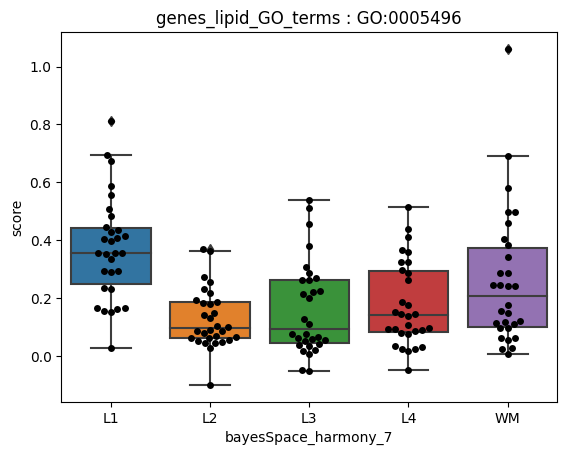 genes_lipid_GO_terms : GO:0005496
1.0
0.8
0.6
0.4
0.2
0.0
score
L1 L2 L3 L4 WM
bayesSpace_harmony_7